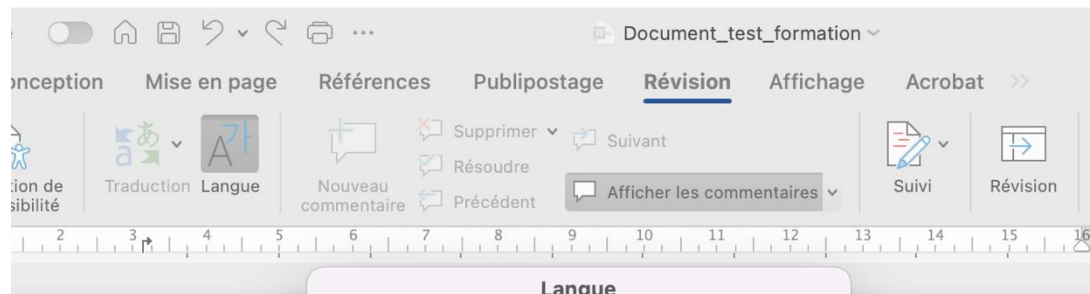 Document_test_formation
onception Mise en page Références Publipostage Révision Affichage Acrobat
Supprimer Suivant
Résoudre
Traduction Langue Nouveau commentaire Précédent Afficher les commentaires Suivi Révision
tion de
sibilité
2 3 4 5 6 7 8 9 10 11 12 13 14 15 16
Langue